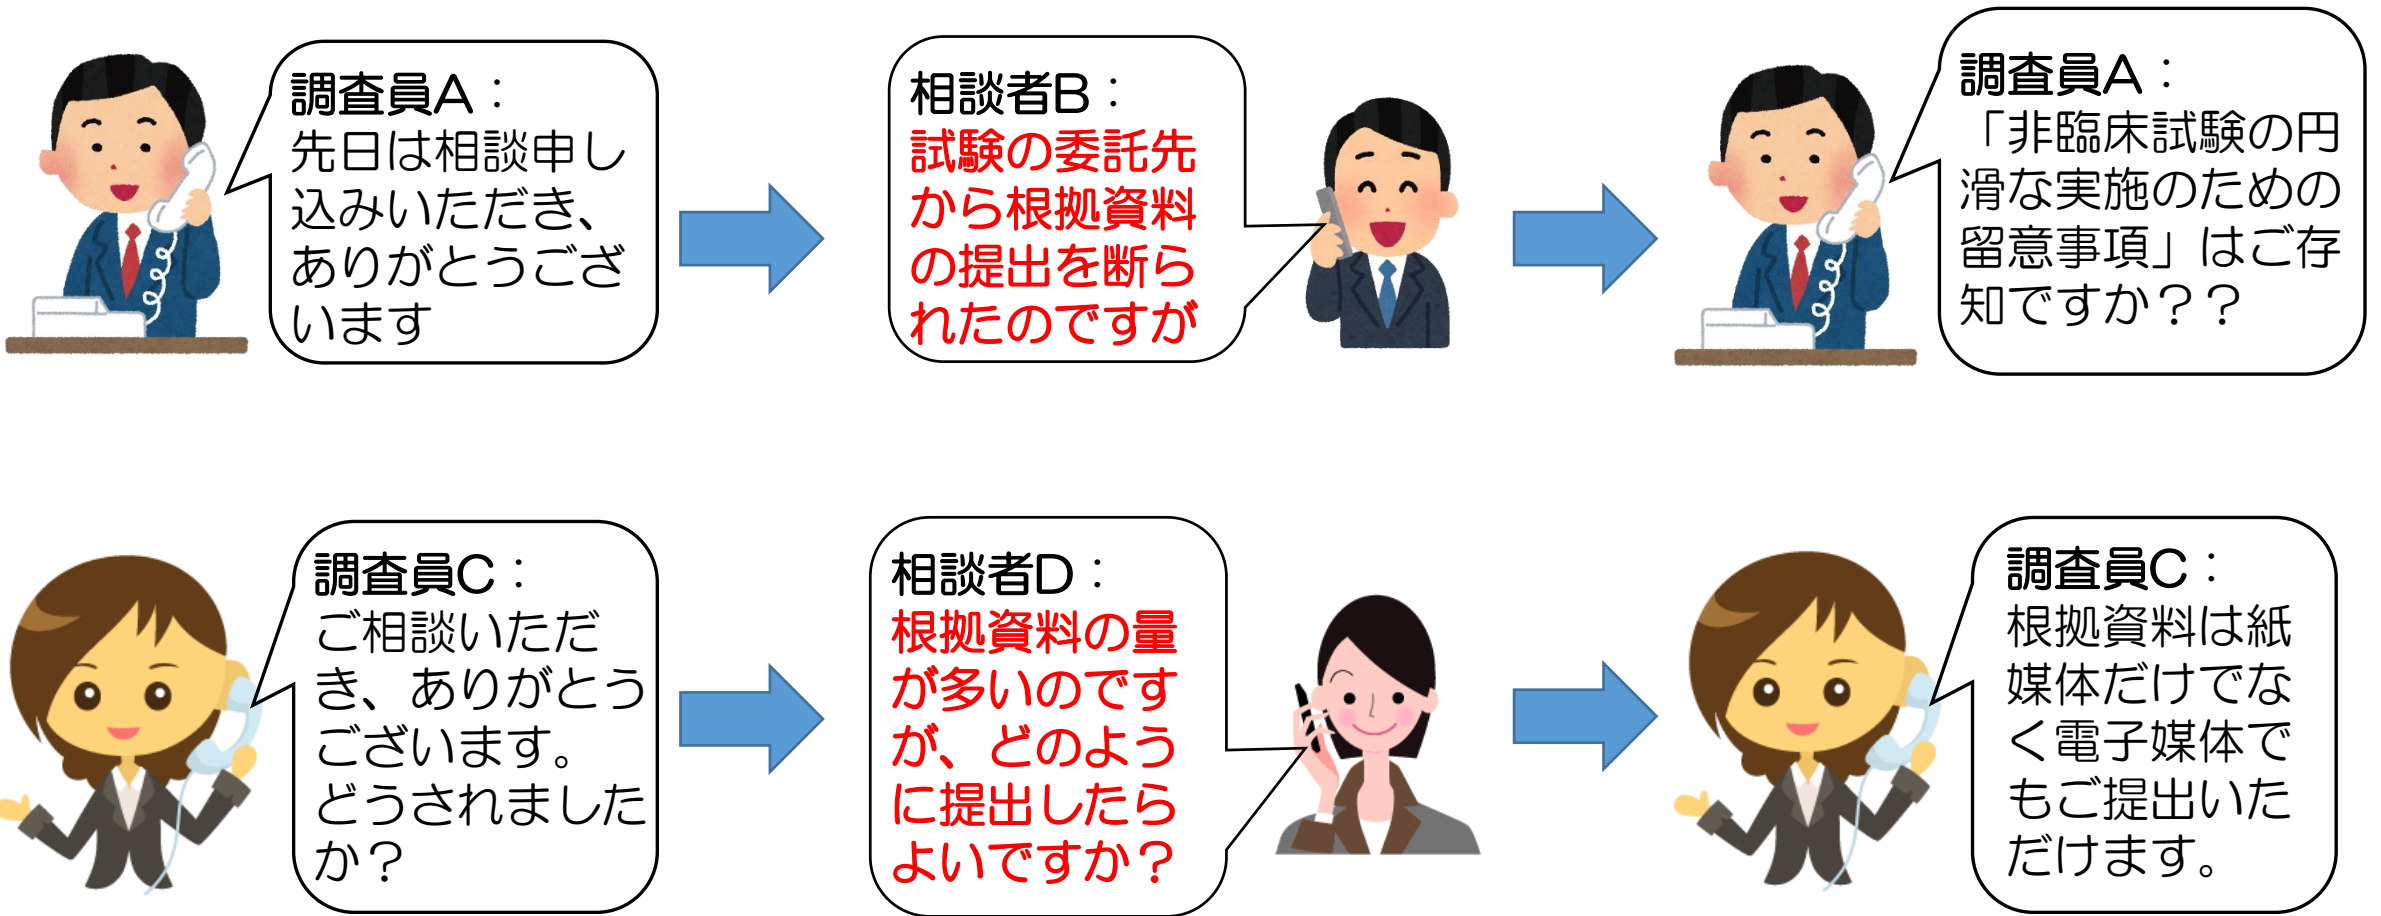 調査員A：
先日は相談申し
込みいただき、
ありがとうござ
います
相談者B：
試験の委託先
から根拠資料
の提出を断ら
れたのですが
調査員A：
「非臨床試験の円
滑な実施のための
留意事項」はご存
知ですか？？
調査員C：
ご相談いただ
き、ありがとう
ございます。
どうされました
か？
相談者D：
根拠資料の量
が多いのです
が、どのよう
に提出したら
よいですか？
調査員C：
根拠資料は紙
媒体だけでな
く電子媒体で
もご提出いた
だけます。